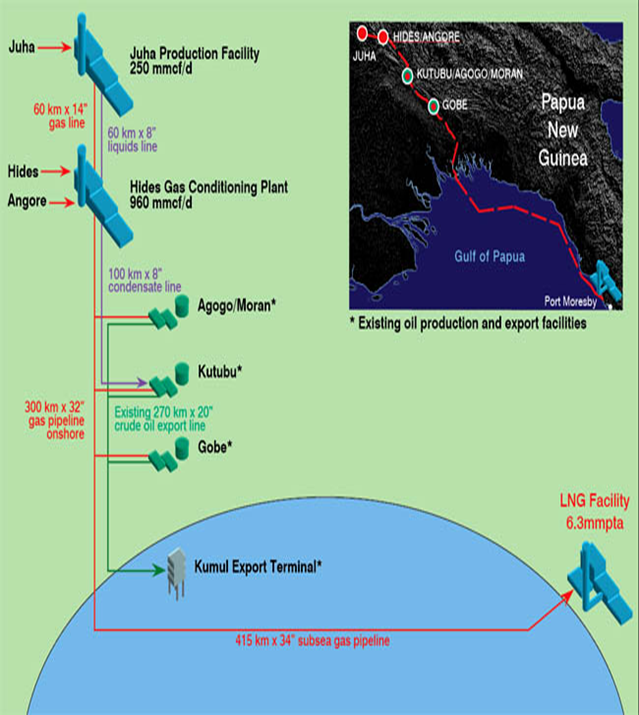 Juha
Juha Production Facility
250 mmcf/d
60 km x 14"
gas line
60 km x 8"
liquids line
Hides
Angore
Hides Gas Conditioning Plant
960 mmcf/d
100 km x 8"
condensate line
Agogo/Moran*
Kutubu*
300 km x 32"
gas pipeline
onshore
Existing 270 km x 20"
crude oil export line
Gobe*
Kumul Export Terminal*
415 km x 34" subsea gas pipeline
LNG Facility
6.3mmpta
HIDES/ANGORE
JUHA
KUTUBU/AGOGO/MORAN
GOBE
Papua
New
Guinea
Gulf of Papua
Port Moresby
* Existing oil production and export facilities